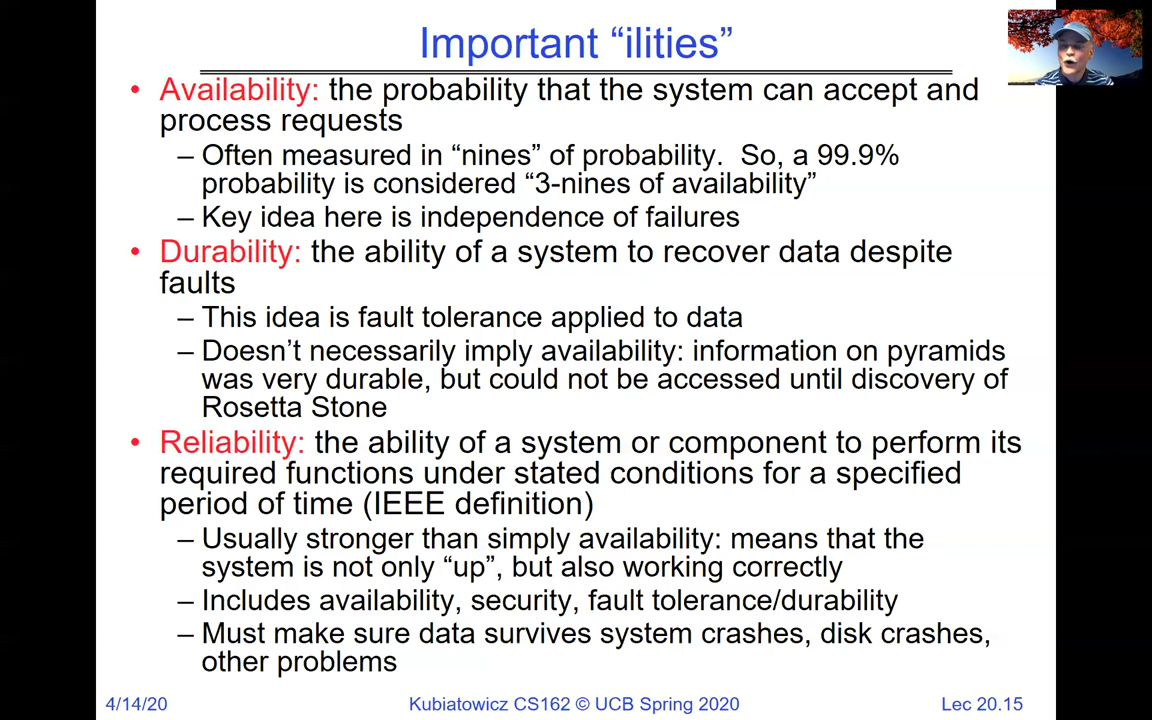 Important “ilities”
• Availability: the probability that the system can accept and
process requests
– Often measured in “nines” of probability. So, a 99.9%
probability is considered “3-nines of availability”
– Key idea here is independence of failures
• Durability: the ability of a system to recover data despite
faults
– This idea is fault tolerance applied to data
– Doesn’t necessarily imply availability: information on pyramids
was very durable, but could not be accessed until discovery of
Rosetta Stone
• Reliability: the ability of a system or component to perform its
required functions under stated conditions for a specified
period of time (IEEE definition)
– Usually stronger than simply availability: means that the
system is not only “up”, but also working correctly
– Includes availability, security, fault tolerance/durability
– Must make sure data survives system crashes, disk crashes,
other problems
4/14/20 Kubiatowicz CS162 © UCB Spring 2020 Lec 20.15